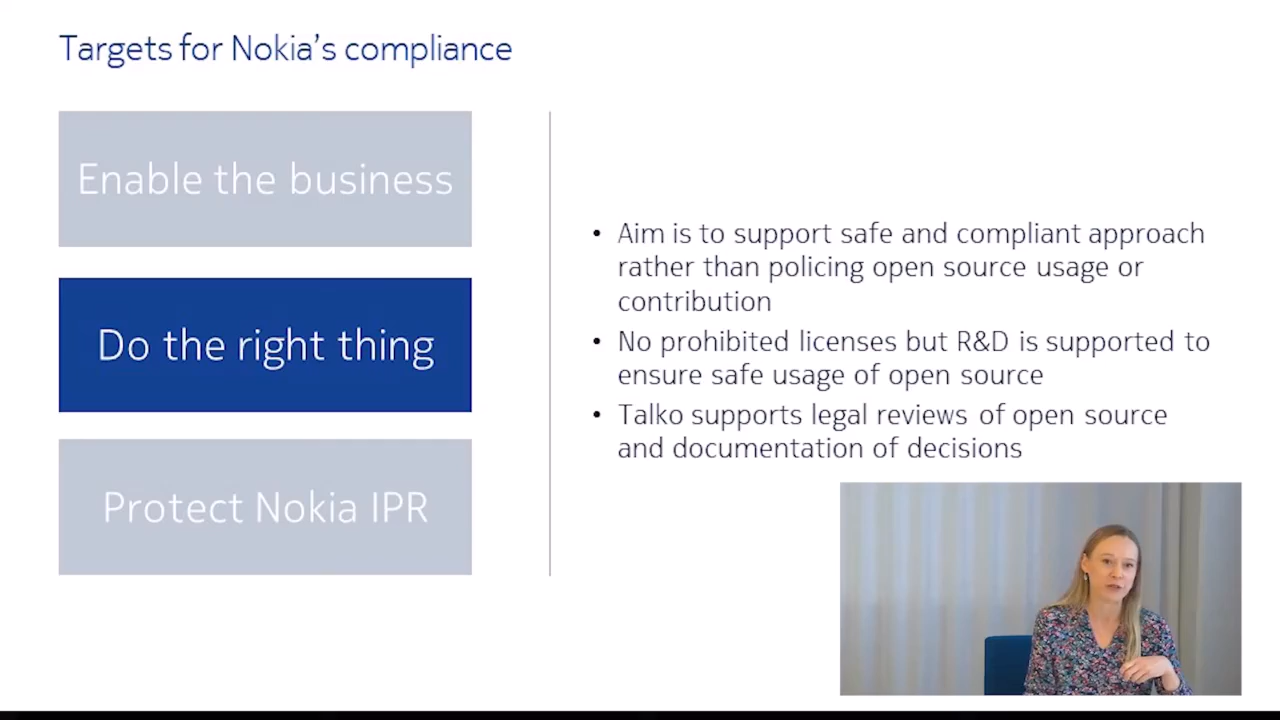 Targets for Nokia's compliance
Enable the business
Do the right thing
Protect Nokia IPR
• Aim is to support safe and compliant approach
rather than policing open source usage or
contribution
• No prohibited licenses but R&D is supported to
ensure safe usage of open source
• Talko supports legal reviews of open source
and documentation of decisions